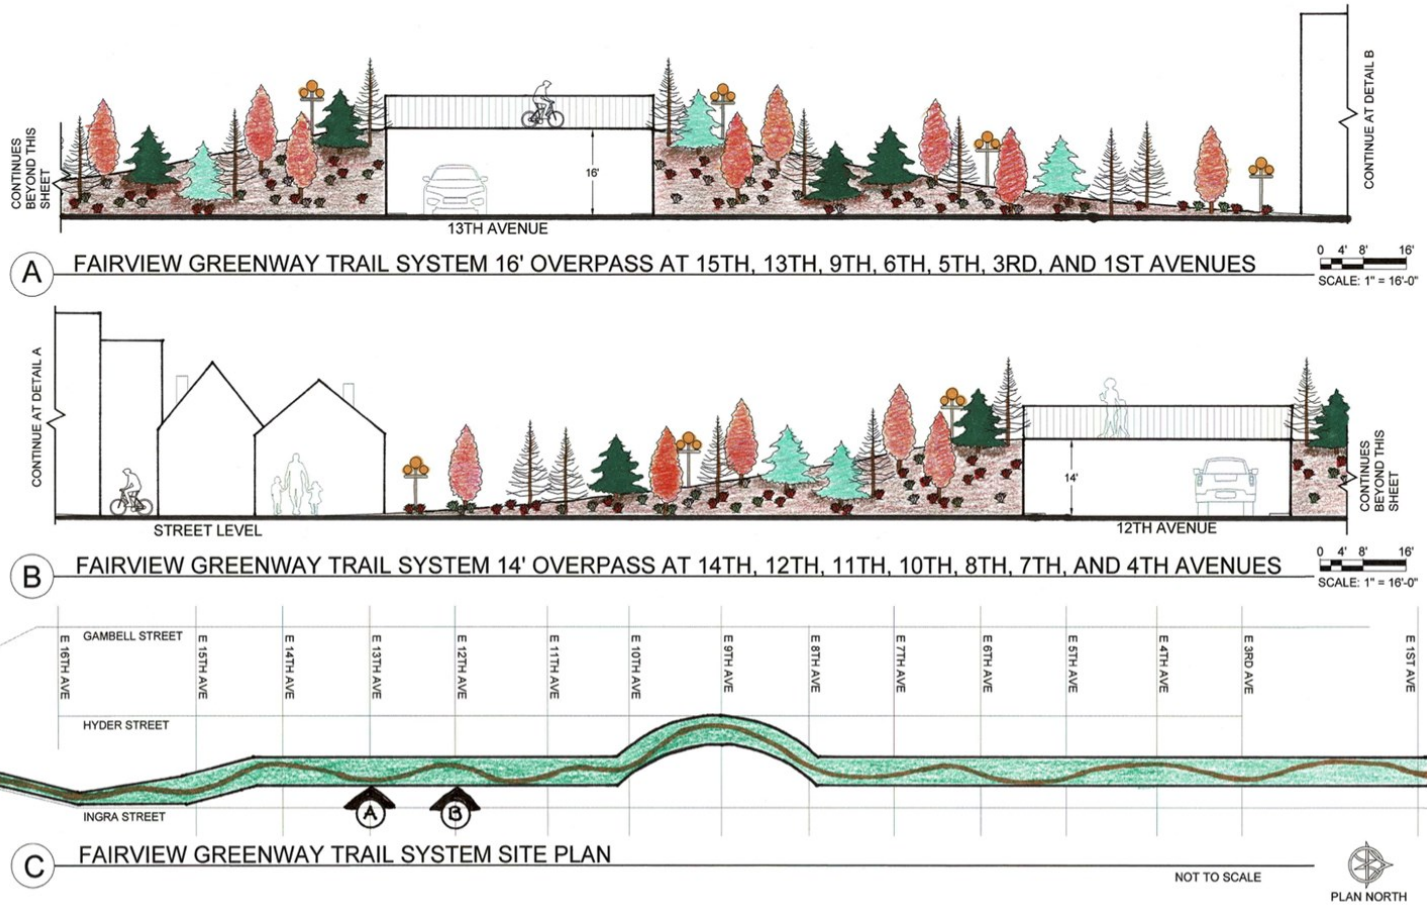 CONTINUES
BEYOND THIS
SHEET
16'
CONTINUE AT DETAIL B
13TH AVENUE
A
FAIRVIEW GREENWAY TRAIL SYSTEM 16' OVERPASS AT 15TH, 13TH, 9TH, 6TH, 5TH, 3RD, AND 1ST AVENUES
0 4' 8' 16'
SCALE: 1" = 16'-0"
CONTINUE AT DETAIL A
14'
CONTINUES
BEYOND THIS
SHEET
STREET LEVEL
12TH AVENUE
B
FAIRVIEW GREENWAY TRAIL SYSTEM 14' OVERPASS AT 14TH, 12TH, 11TH, 10TH, 8TH, 7TH, AND 4TH AVENUES
0 4' 8' 16'
SCALE: 1" = 16'-0"
GAMBELL STREET
E 16TH AVE
E 15TH AVE
E 14TH AVE
E 13TH AVE
E 12TH AVE
E 11TH AVE
E 10TH AVE
E 9TH AVE
E 8TH AVE
E 7TH AVE
E 6TH AVE
E 5TH AVE
E 4TH AVE
E 3RD AVE
E 1ST AVE
HYDER STREET
INGRA STREET
A
B
C
FAIRVIEW GREENWAY TRAIL SYSTEM SITE PLAN
NOT TO SCALE
PLAN NORTH